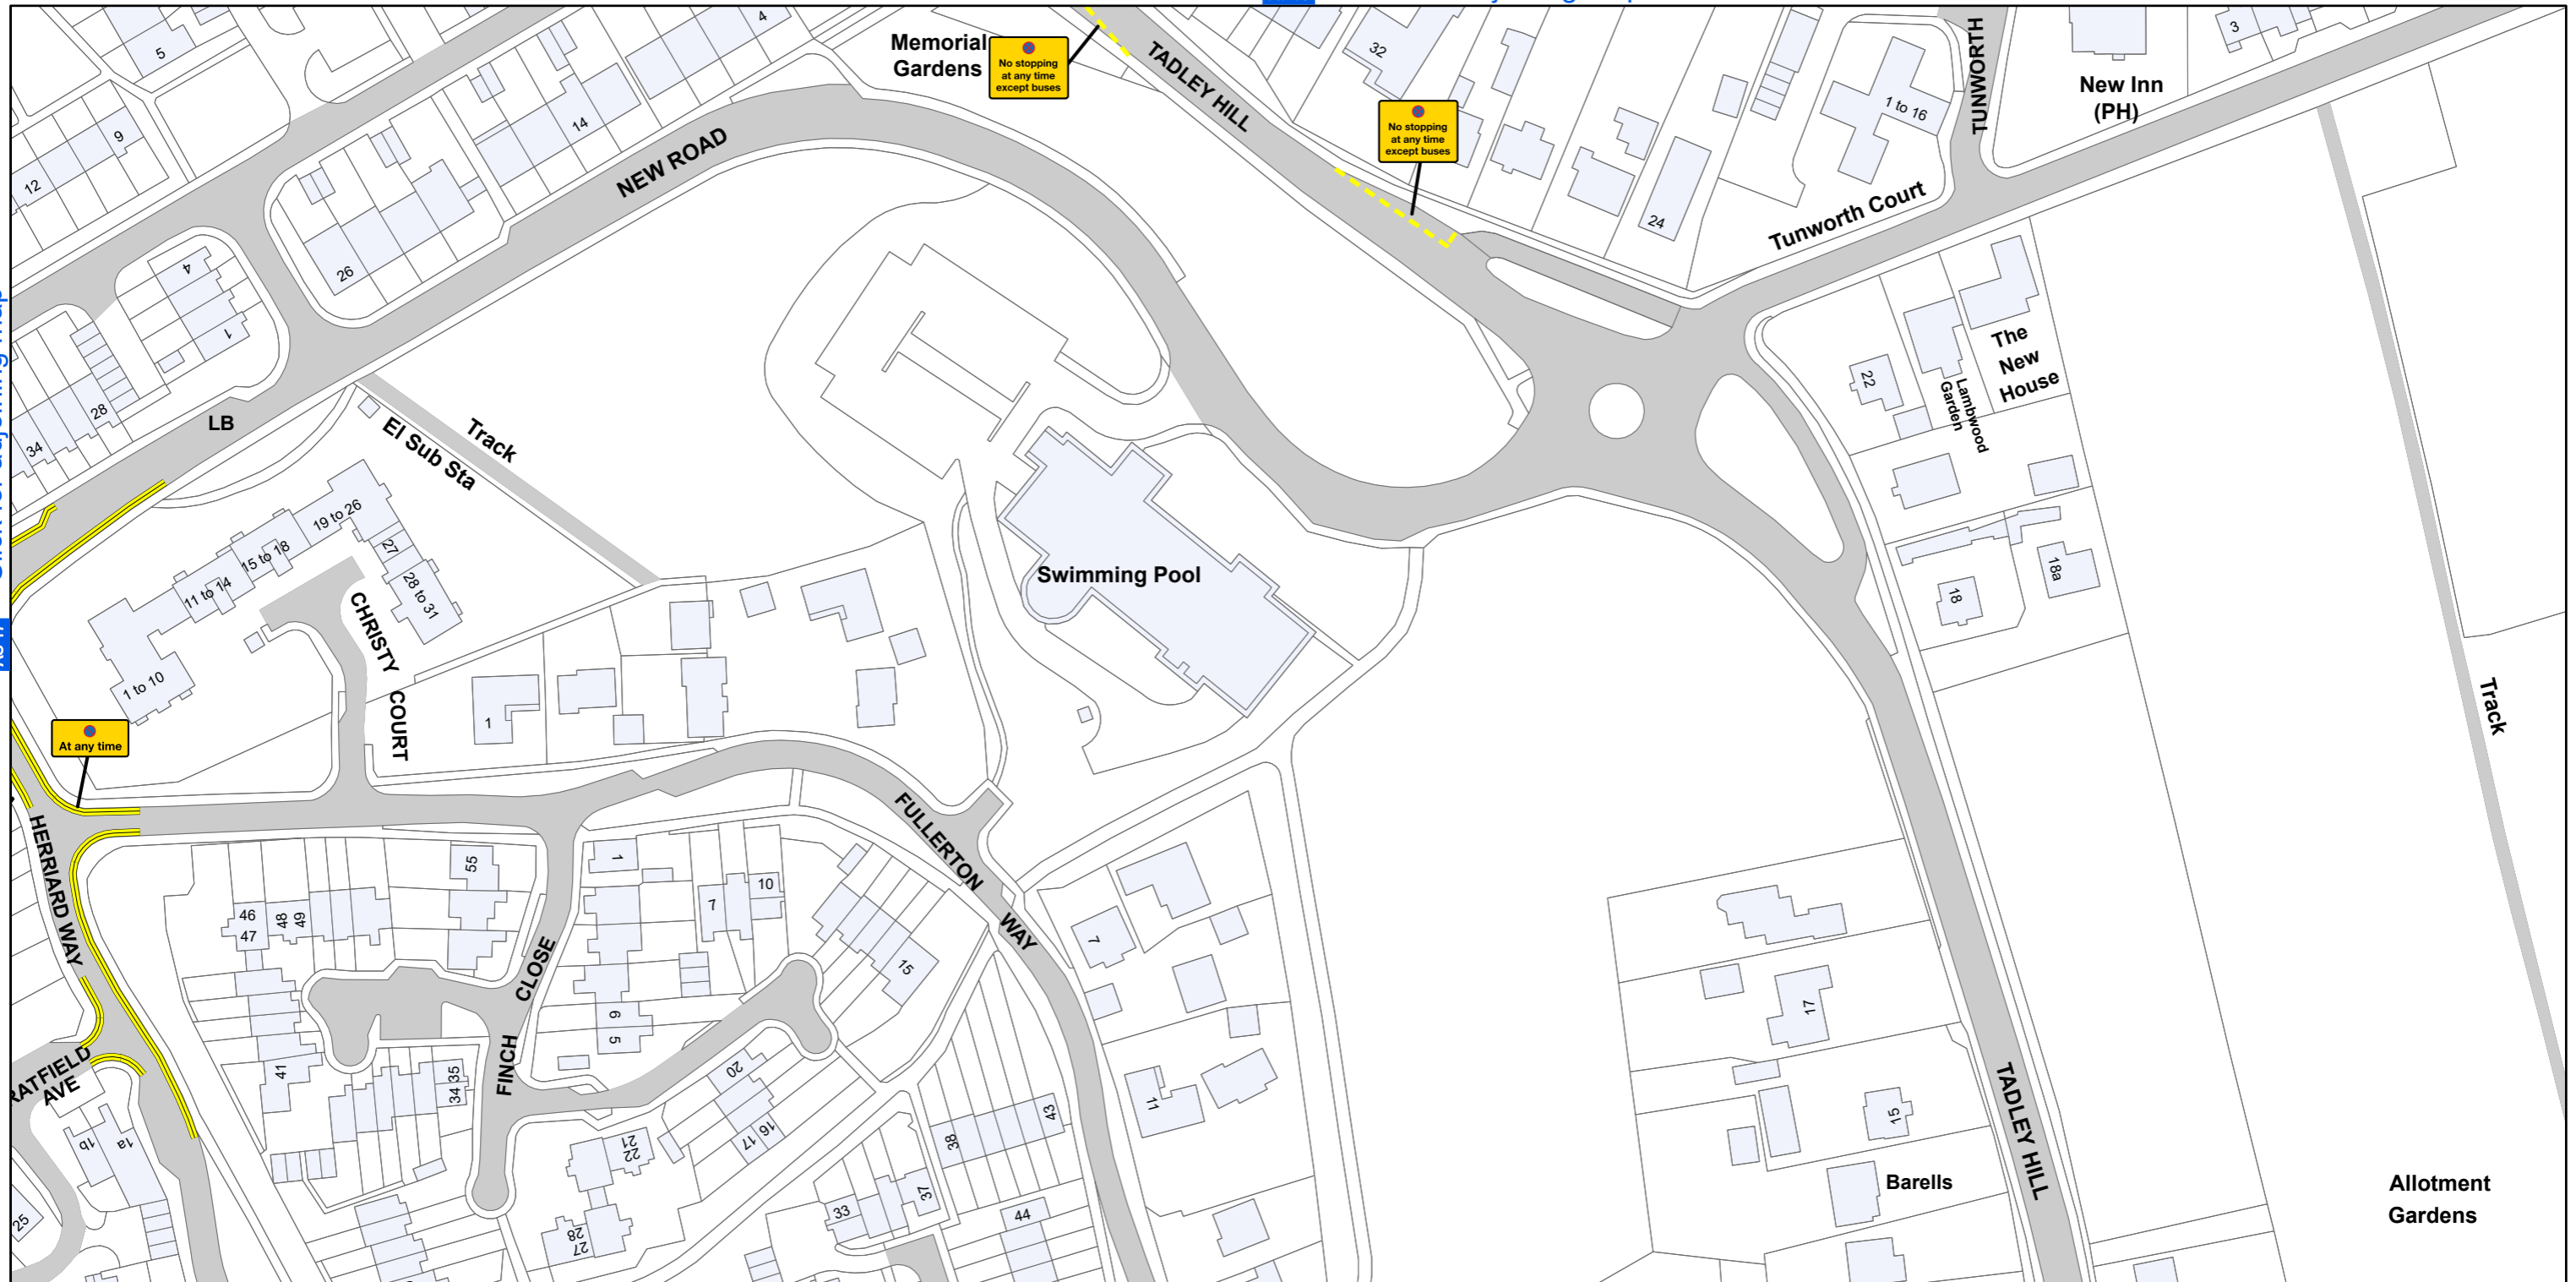 5
4
9
12
14
26
Memorial
Gardens
No stopping
at any time
except buses
TADLEY HILL
32
No stopping
at any time
except buses
1 to 16
TUNWORTH
New Inn
(PH)
3
NEW ROAD
24
Tunworth Court
4
1
28
34
LB
Track
El Sub Sta
22
Lambwood
Garden
The
New
House
19 to 26
15 to 18
11 to 14
27
28 to 31
1 to 10
CHRISTY COURT
Swimming Pool
18
18a
Track
1
At any time
HERRIARD WAY
FULLERTON WAY
55
46
47
48
49
1
7
10
15
7
6
5
CLOSE
FINCH
41
34 35
20
17 16
21
22
28
27
38
43
37
33
44
11
17
15
Barells
TADLEY HILL
RATFIELD
AVE
1b
1a
25
Allotment
Gardens